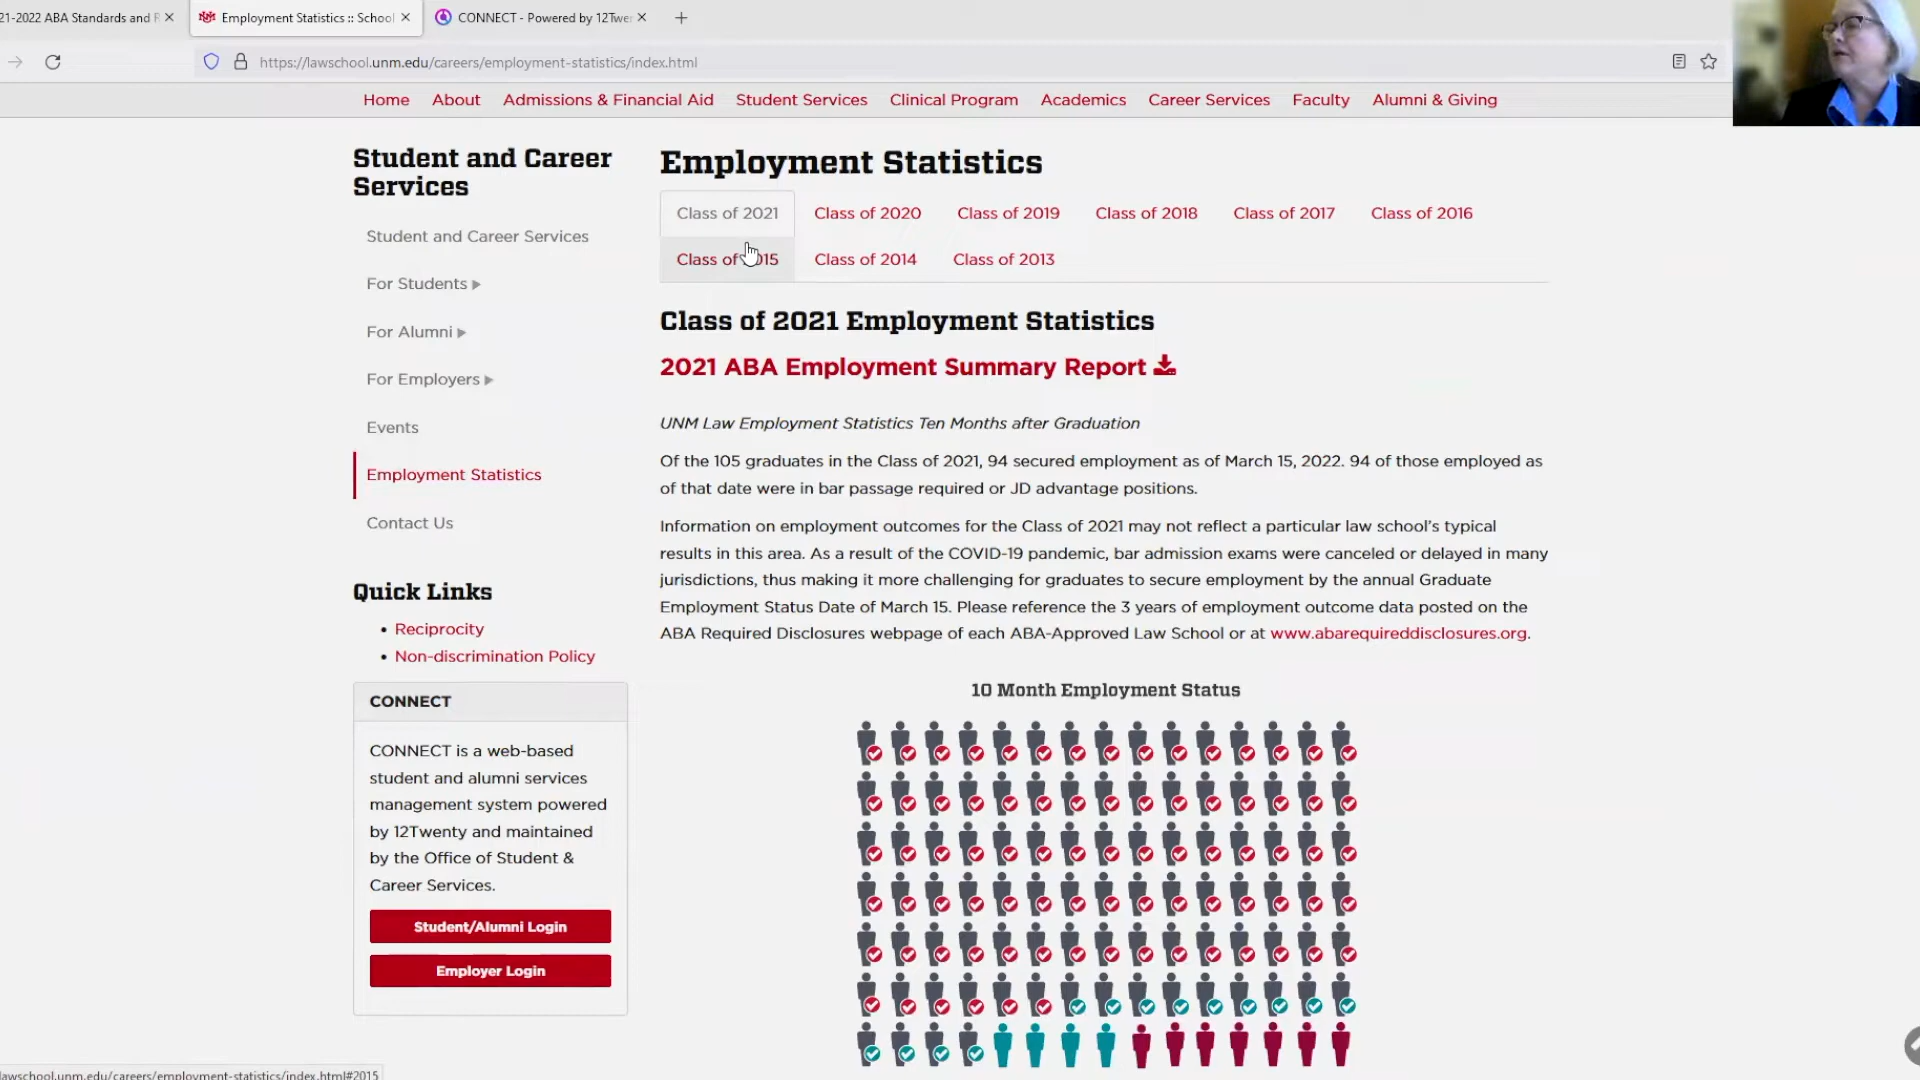 21-2022 ABA Standards and R
Employment Statistics :: School
CONNECT - Powered by 12Twe
https://lawschool.unm.edu/careers/employment-statistics/index.html
Home About Admissions & Financial Aid Student Services Clinical Program Academics Career Services Faculty Alumni & Giving
Student and Career
Services
Student and Career Services
For Students
For Alumni
For Employers
Events
Employment Statistics
Contact Us
Quick Links
• Reciprocity
• Non-discrimination Policy
CONNECT
CONNECT is a web-based
student and alumni services
management system powered
by 12Twenty and maintained
by the Office of Student &
Career Services.
Student/Alumni Login
Employer Login
Employment Statistics
Class of 2021 Class of 2020 Class of 2019 Class of 2018 Class of 2017 Class of 2016
Class of 2015 Class of 2014 Class of 2013
Class of 2021 Employment Statistics
2021 ABA Employment Summary Report
UNM Law Employment Statistics Ten Months after Graduation
Of the 105 graduates in the Class of 2021, 94 secured employment as of March 15, 2022. 94 of those employed as
of that date were in bar passage required or JD advantage positions.
Information on employment outcomes for the Class of 2021 may not reflect a particular law school's typical
results in this area. As a result of the COVID-19 pandemic, bar admission exams were canceled or delayed in many
jurisdictions, thus making it more challenging for graduates to secure employment by the annual Graduate
Employment Status Date of March 15. Please reference the 3 years of employment outcome data posted on the
ABA Required Disclosures webpage of each ABA-Approved Law School or at www.abarequireddisclosures.org.
10 Month Employment Status
lawschool.unm.edu/careers/employment-statistics/index.html#2015